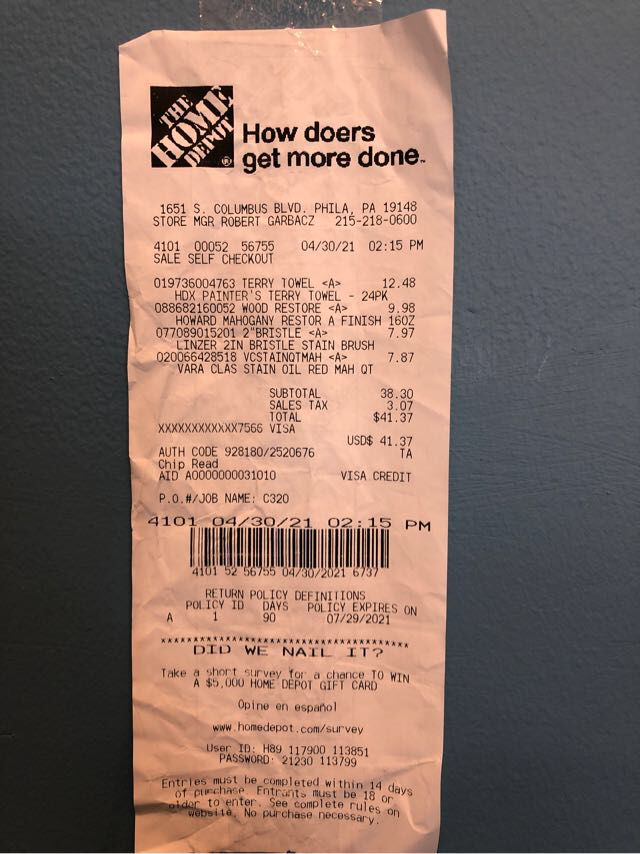 THE
HOME
DEPOT®
How doers
get more done™
1651 S. COLUMBUS BLVD. PHILA, PA 19148
STORE MGR ROBERT GARBACZ 215-218-0600
4101 00052 56755 04/30/21 02:15 PM
SALE SELF CHECKOUT
019736004763 TERRY TOWEL <A> 12.48
HDX PAINTER'S TERRY TOWEL - 24PK
088682160052 WOOD RESTORE <A> 9.98
HOWARD MAHOGANY RESTOR A FINISH 16OZ
077089015201 2"BRISTLE <A> 7.97
LINZER 2IN BRISTLE STAIN BRUSH
020066428518 VCSTAINQTMAH <A> 7.87
VARA CLAS STAIN OIL RED MAH QT
SUBTOTAL 38.30
SALES TAX 3.07
TOTAL $41.37
XXXXXXXXXXXX7566 VISA
USD$ 41.37
AUTH CODE 928180/2520676 TA
Chip Read
AID A0000000031010 VISA CREDIT
P.O.#/JOB NAME: C320
4101 04/30/21 02:15 PM
4101 52 56755 04/30/2021 6737
RETURN POLICY DEFINITIONS
POLICY ID DAYS POLICY EXPIRES ON
A 1 90 07/29/2021
****************************************
DID WE NAIL IT?
Take a short survey for a chance TO WIN
A $5,000 HOME DEPOT GIFT CARD
Opine en español
www.homedepot.com/survey
User ID: H89 117900 113851
PASSWORD: 21230 113799
Entries must be completed within 14 days
of purchase. Entrants must be 18 or
older to enter. See complete rules on
website. No purchase necessary.